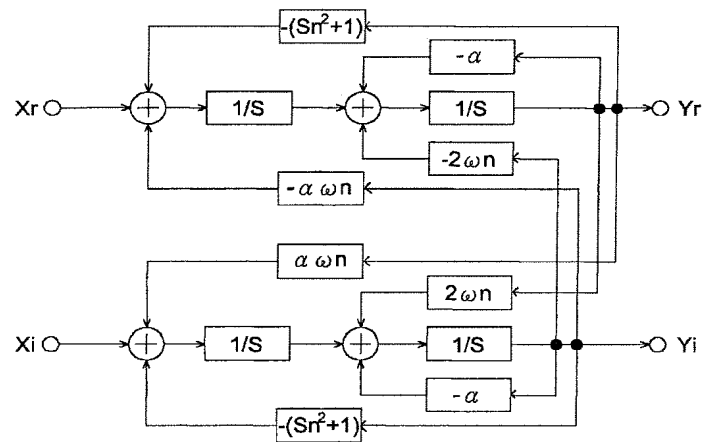 -(Sn²+1)
-α
Xr
1/S
1/S
Yr
-2ωn
-αωn
αωn
2ωn
Xi
1/S
1/S
Yi
-α
-(Sn²+1)